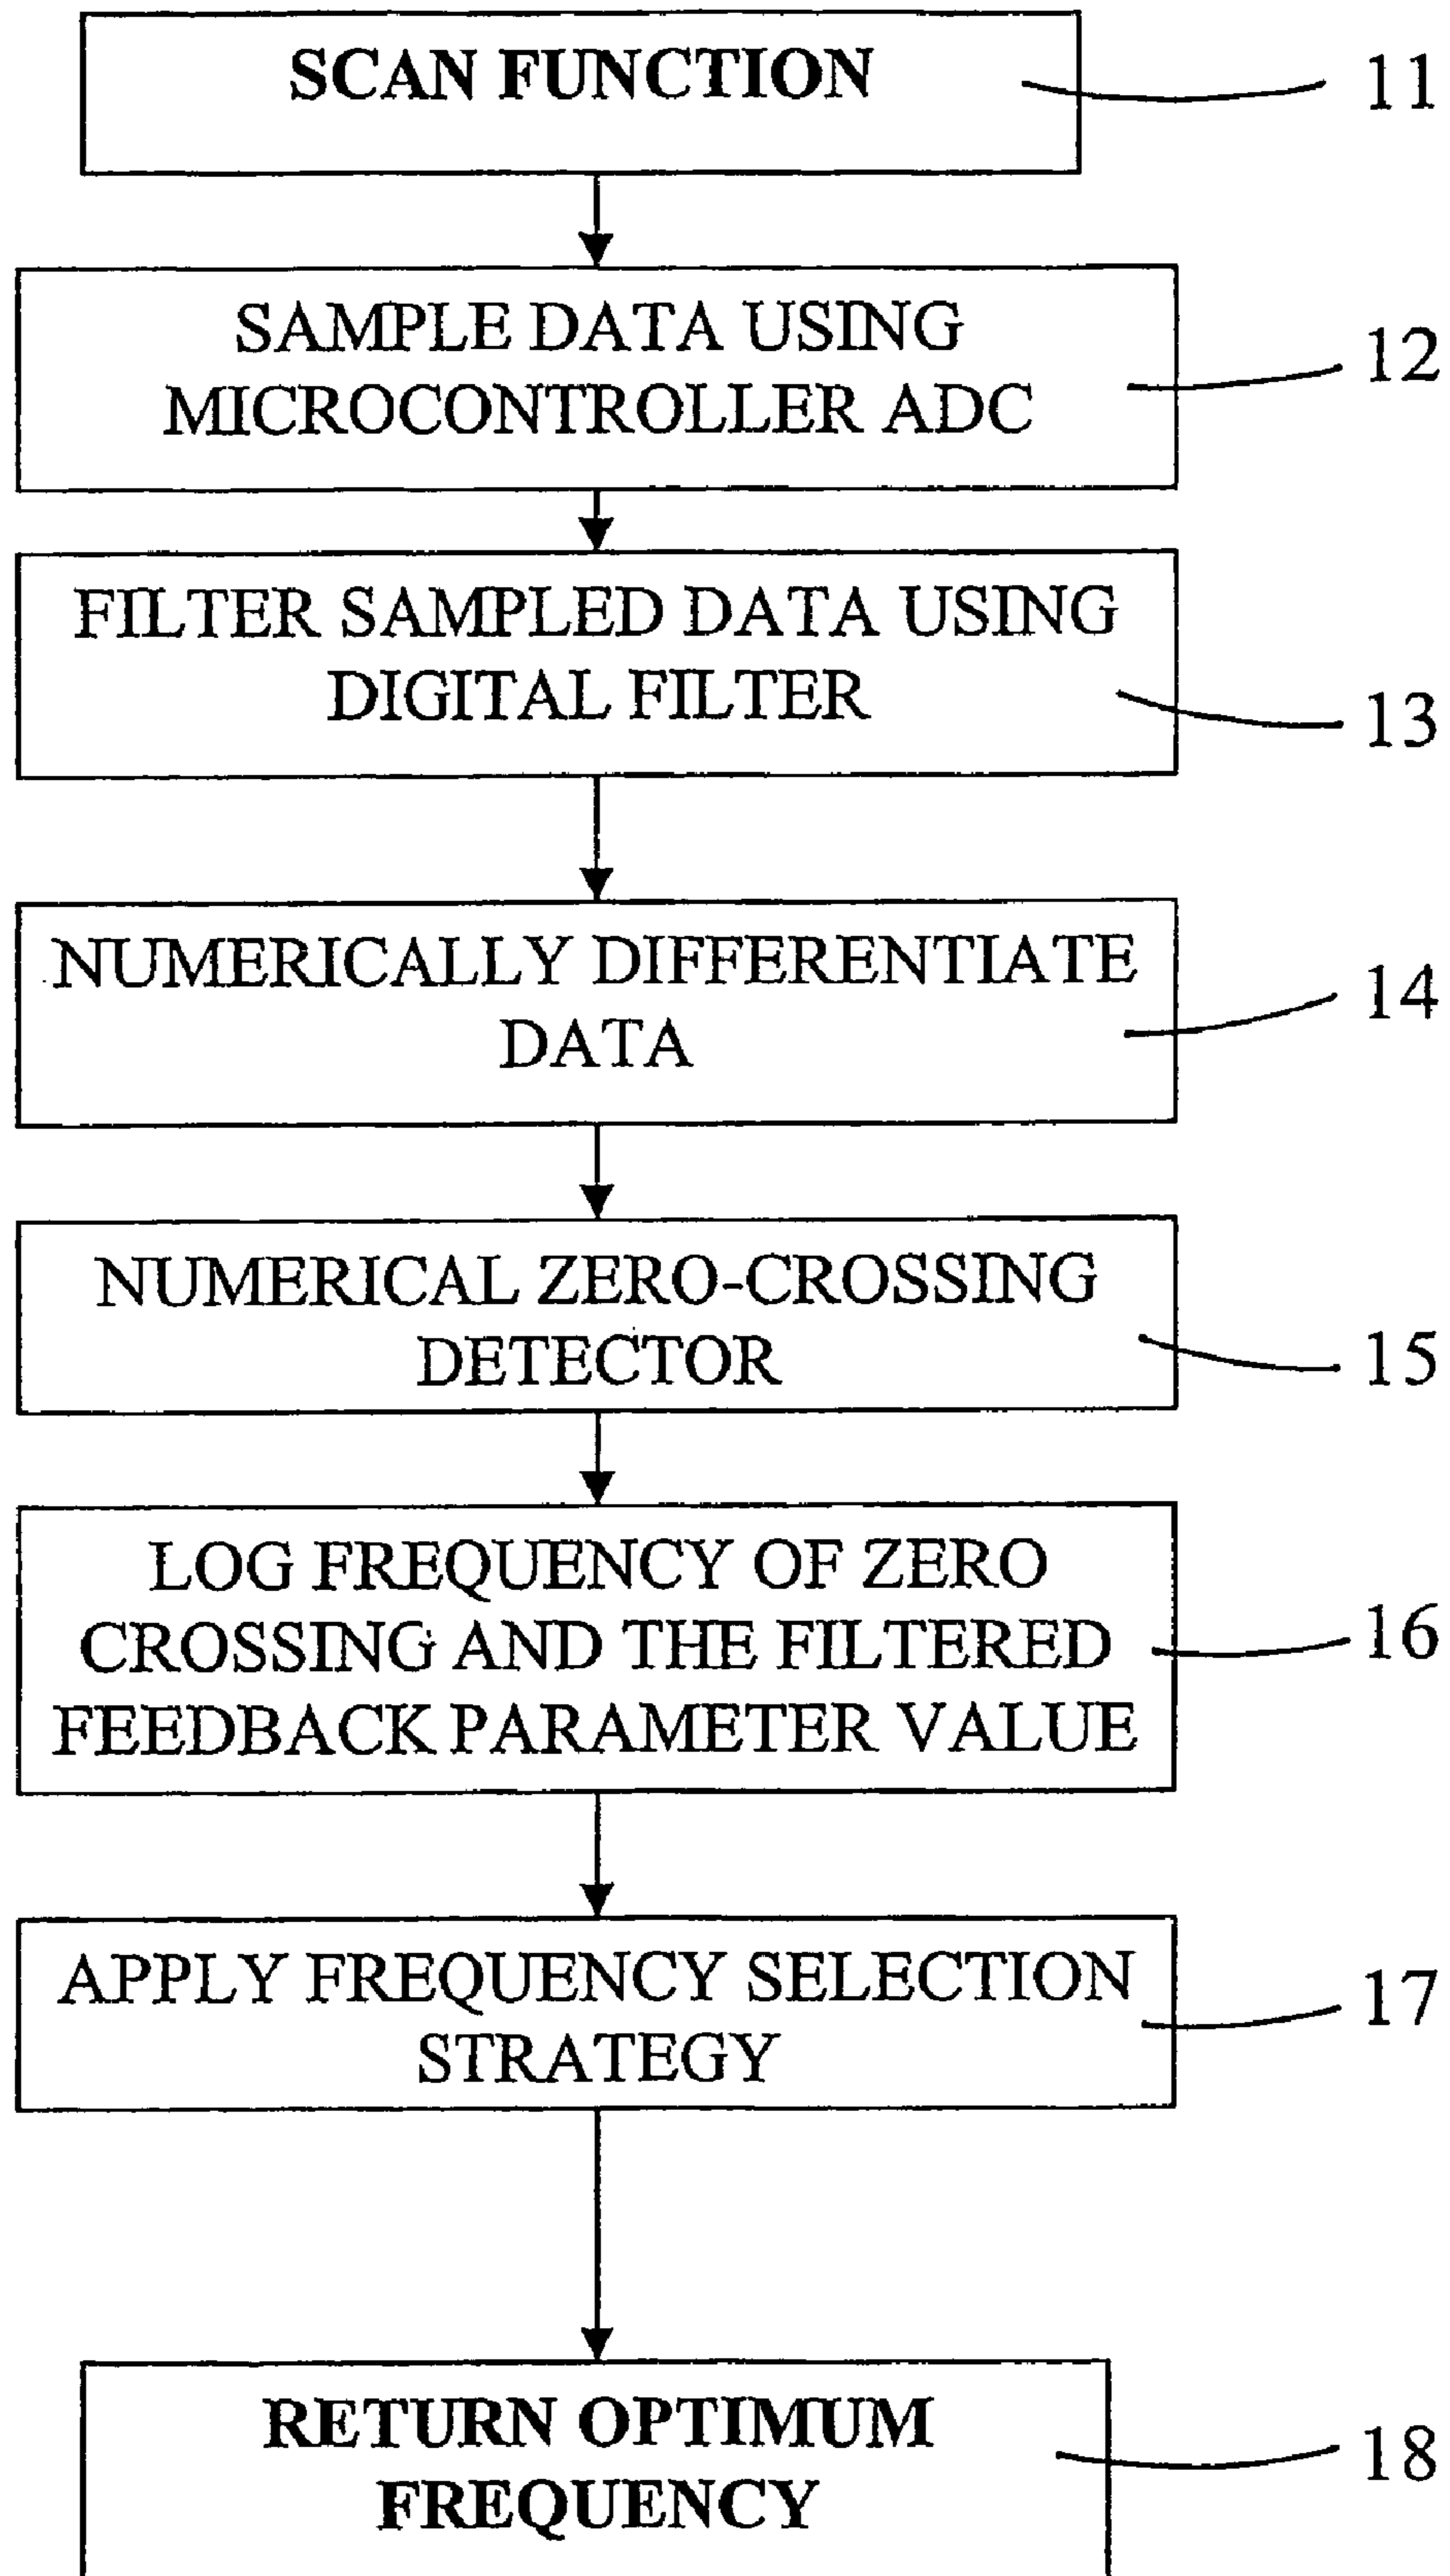 SCAN FUNCTION
11
SAMPLE DATA USING
MICROCONTROLLER ADC
12
FILTER SAMPLED DATA USING
DIGITAL FILTER
13
NUMERICALLY DIFFERENTIATE
DATA
14
NUMERICAL ZERO-CROSSING
DETECTOR
15
LOG FREQUENCY OF ZERO
CROSSING AND THE FILTERED
FEEDBACK PARAMETER VALUE
16
APPLY FREQUENCY SELECTION
STRATEGY
17
RETURN OPTIMUM
FREQUENCY
18